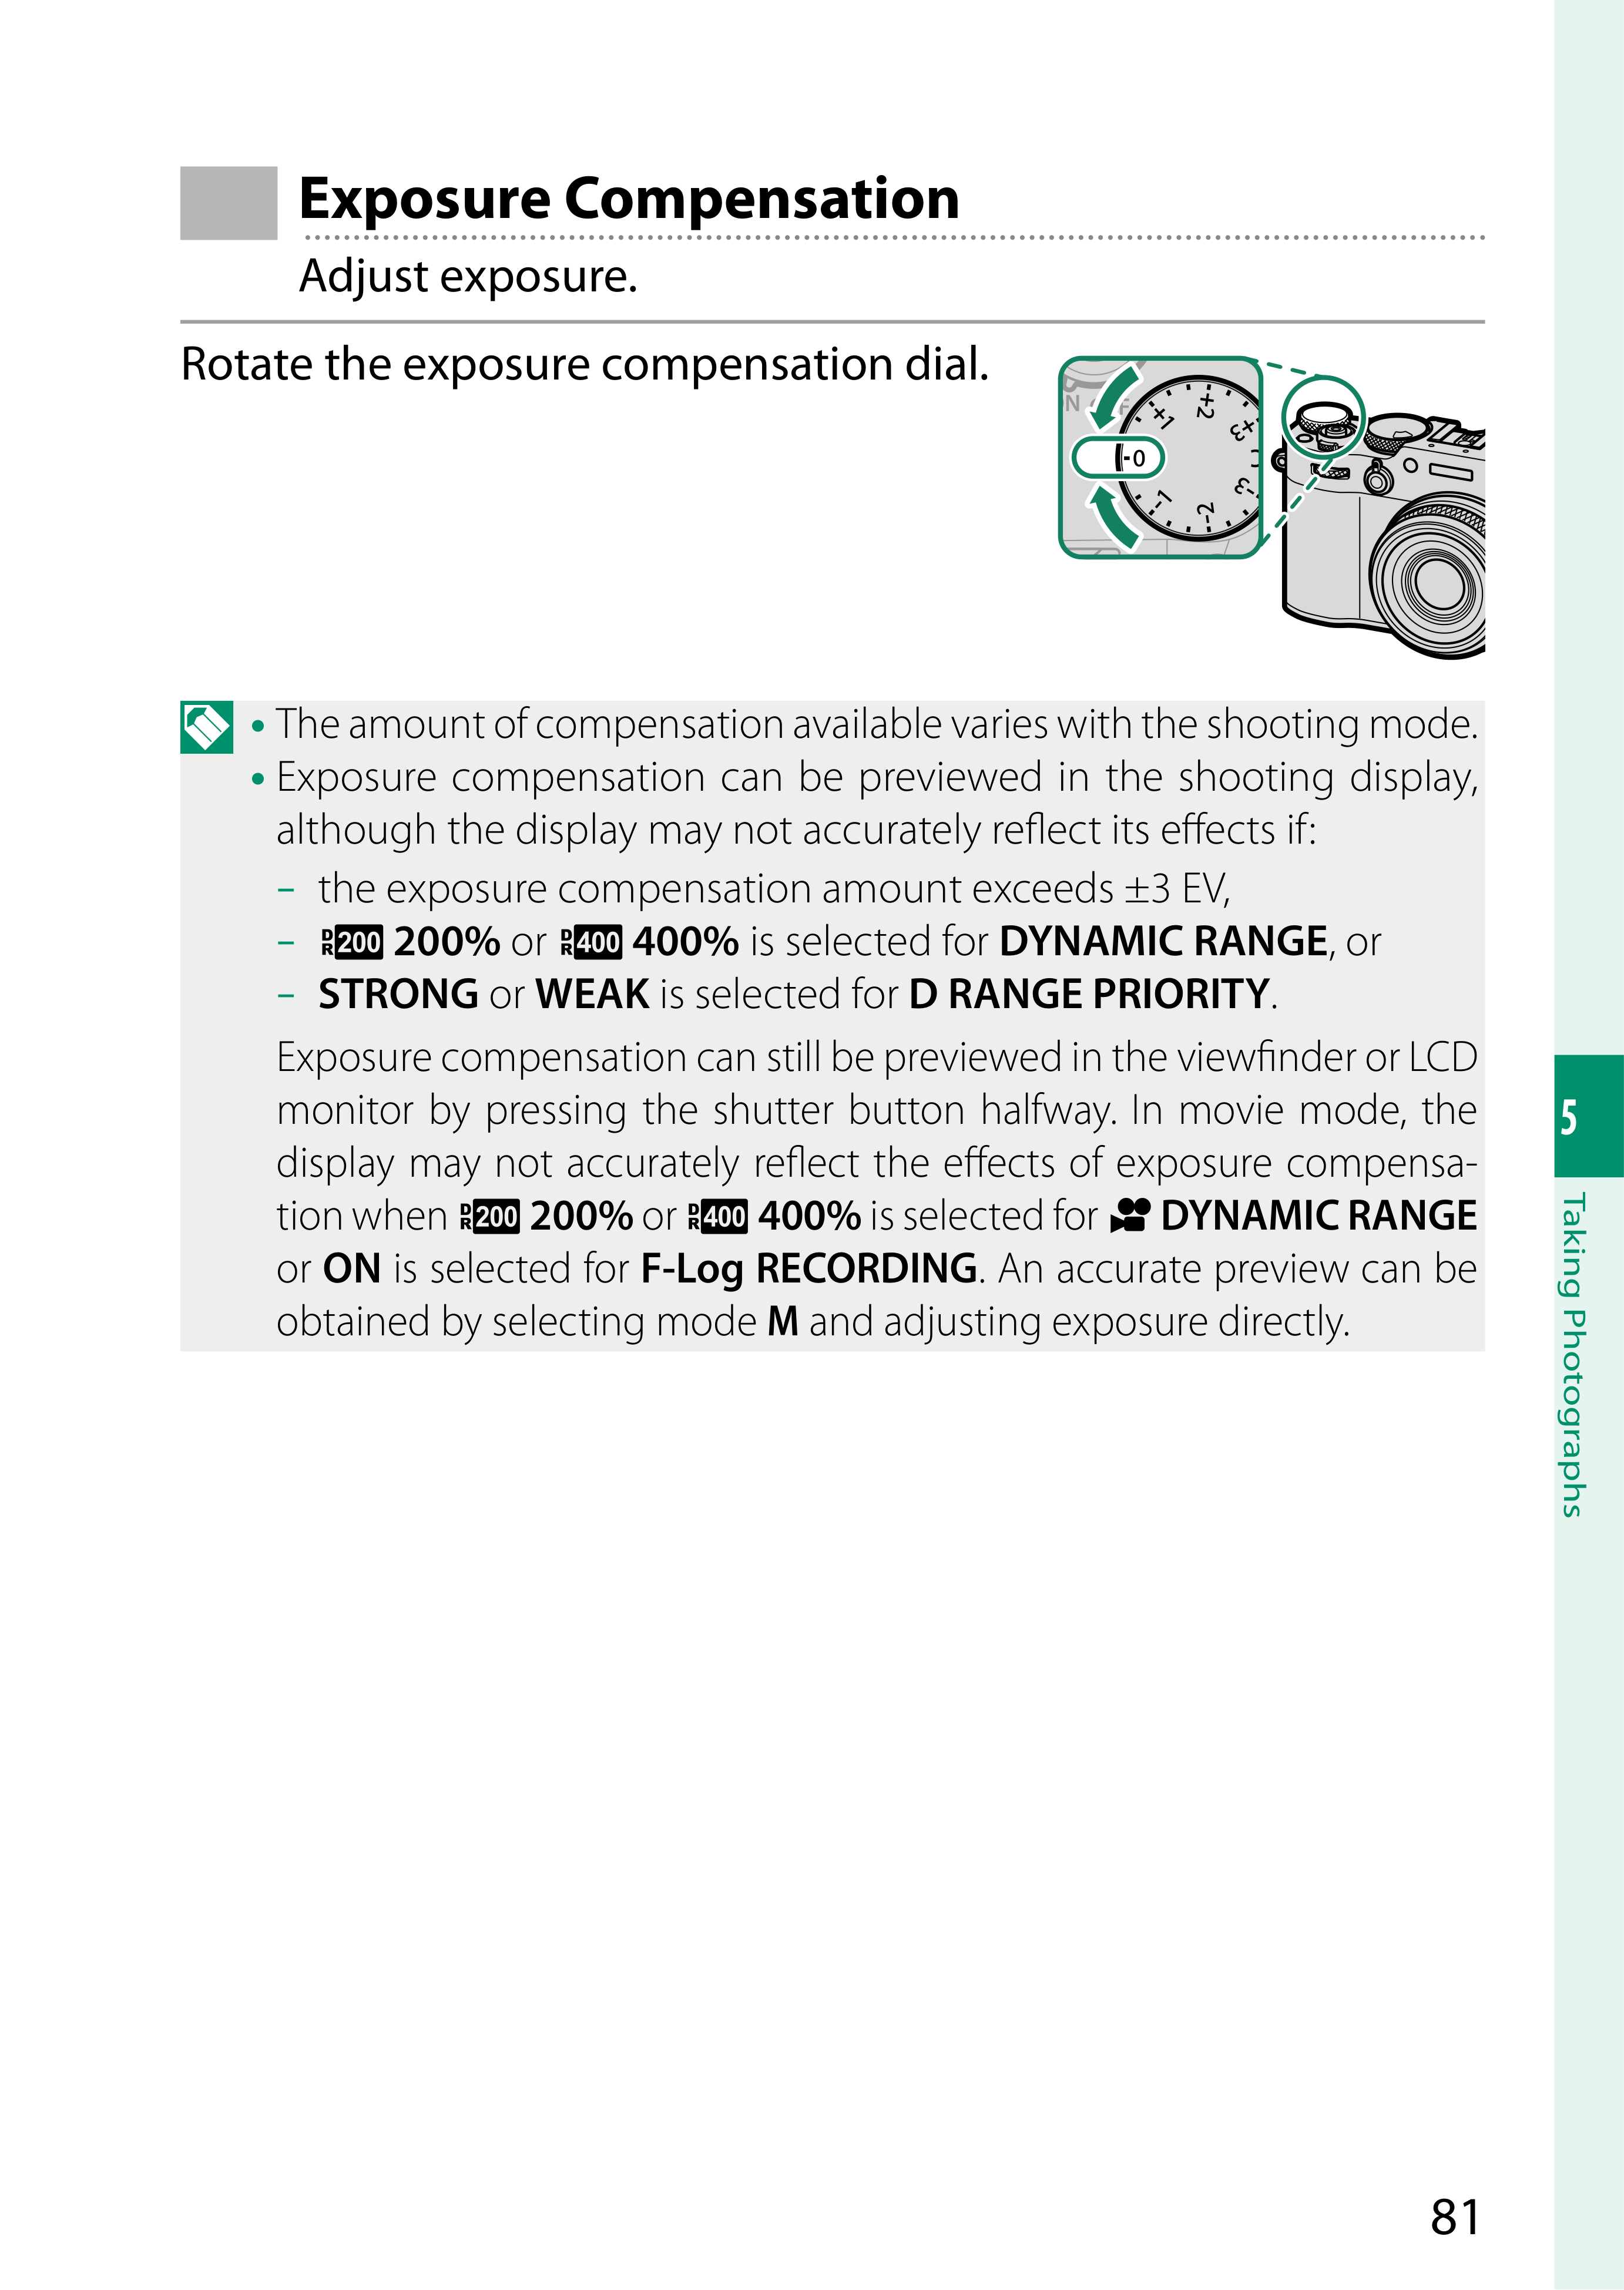 Exposure Compensation
Adjust exposure.
Rotate the exposure compensation dial.
+1
+2
+3
C
0
-1
-2
-3
• The amount of compensation available varies with the shooting mode.
• Exposure compensation can be previewed in the shooting display,
although the display may not accurately reflect its effects if:
– the exposure compensation amount exceeds ±3 EV,
– DR200 200% or DR400 400% is selected for DYNAMIC RANGE, or
– STRONG or WEAK is selected for D RANGE PRIORITY.
Exposure compensation can still be previewed in the viewfinder or LCD
monitor by pressing the shutter button halfway. In movie mode, the
display may not accurately reflect the effects of exposure compensa-
tion when DR200 200% or DR400 400% is selected for DYNAMIC RANGE
or ON is selected for F-Log RECORDING. An accurate preview can be
obtained by selecting mode M and adjusting exposure directly.
5
Taking Photographs
81